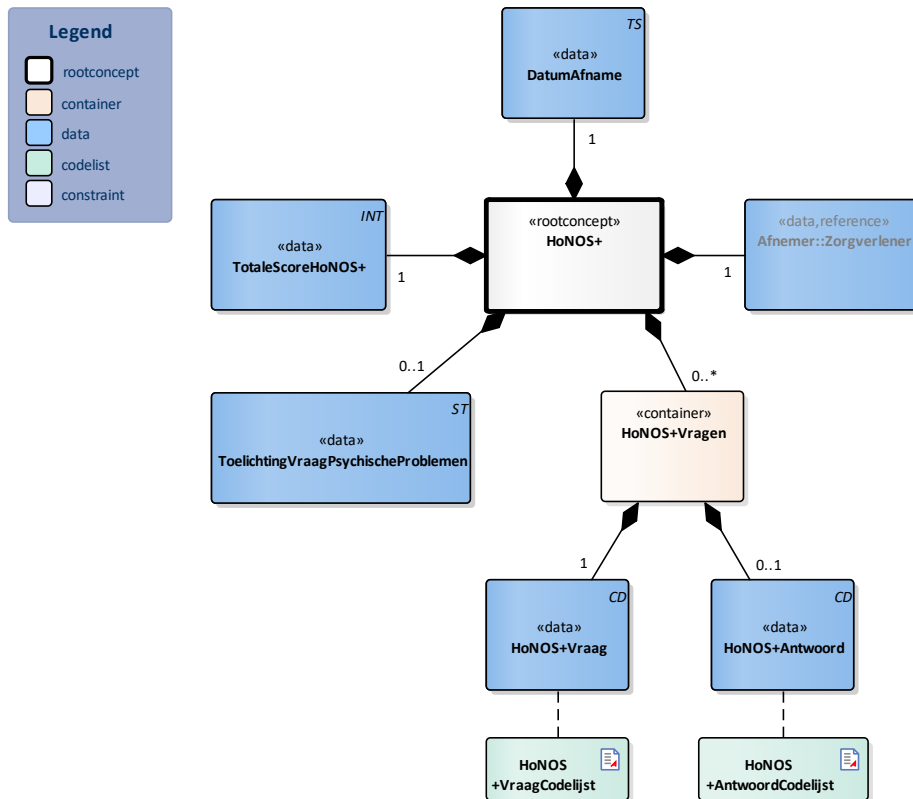 Legend
rootconcept
container
data
codelist
constraint
TS
«data»
DatumAfname
1
INT
«data»
TotaleScoreHoNOS+
1
«rootconcept»
HoNOS+
«data,reference»
Afnemer::Zorgverlener
1
0..1
0..*
ST
«data»
ToelichtingVraagPsychischeProblemen
«container»
HoNOS+Vragen
1
0..1
CD
«data»
HoNOS+Vraag
CD
«data»
HoNOS+Antwoord
HoNOS
+VraagCodelijst
HoNOS
+AntwoordCodelijst